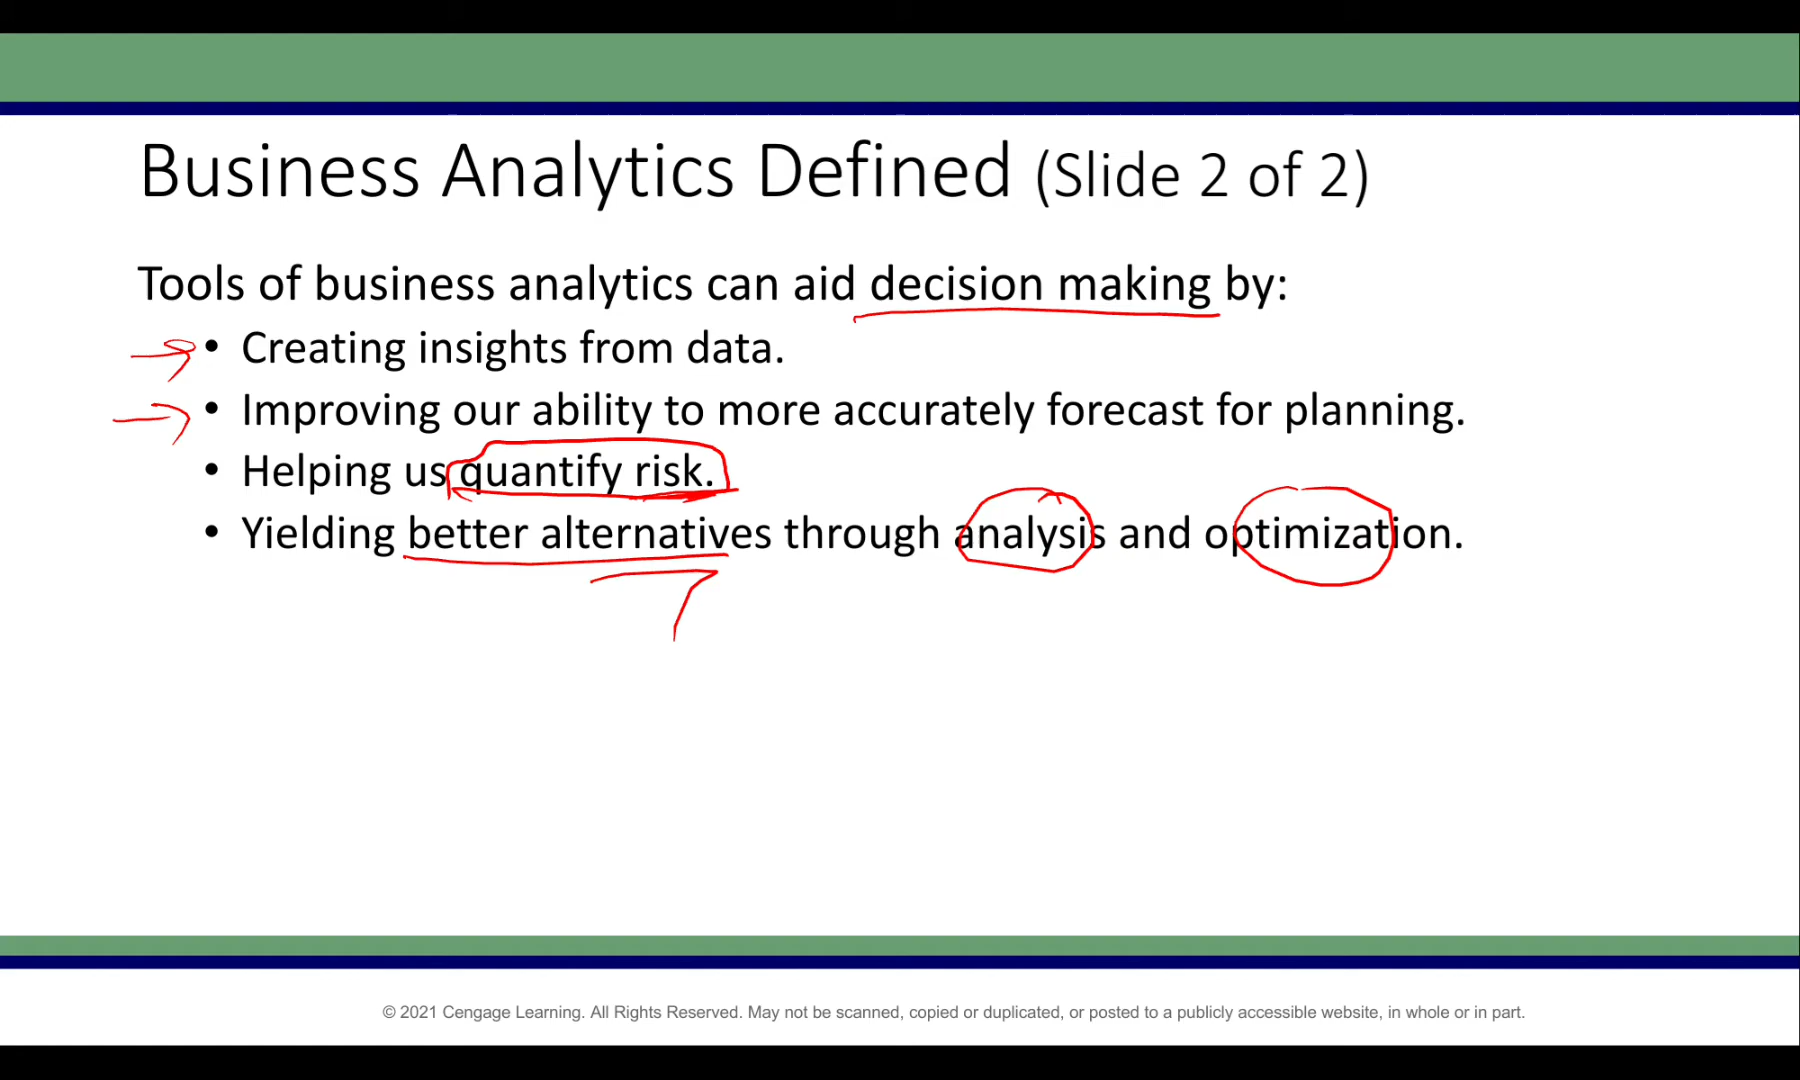 Business Analytics Defined (Slide 2 of 2)
Tools of business analytics can aid decision making by:
• Creating insights from data.
• Improving our ability to more accurately forecast for planning.
• Helping us quantify risk.
• Yielding better alternatives through analysis and optimization.
© 2021 Cengage Learning. All Rights Reserved. May not be scanned, copied or duplicated, or posted to a publicly accessible website, in whole or in part.